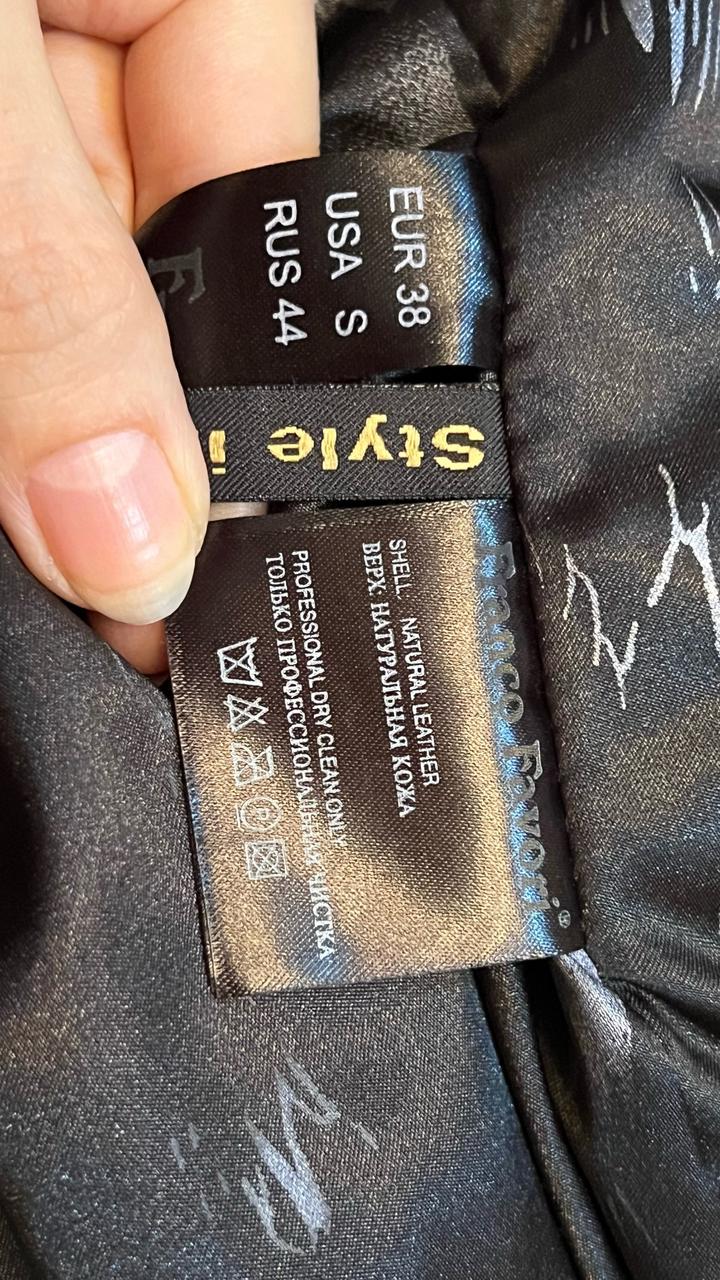 EUR 38
USA S
RUS 44
Style i
Franco Favori®
SHELL: NATURAL LEATHER
ВЕРХ: НАТУРАЛЬНАЯ КОЖА
PROFESSIONAL DRY CLEAN ONLY
ТОЛЬКО ПРОФЕССИОНАЛЬНАЯ ЧИСТКА